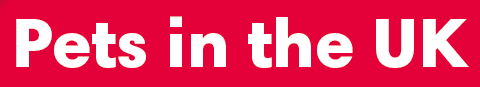 Pets in the UK